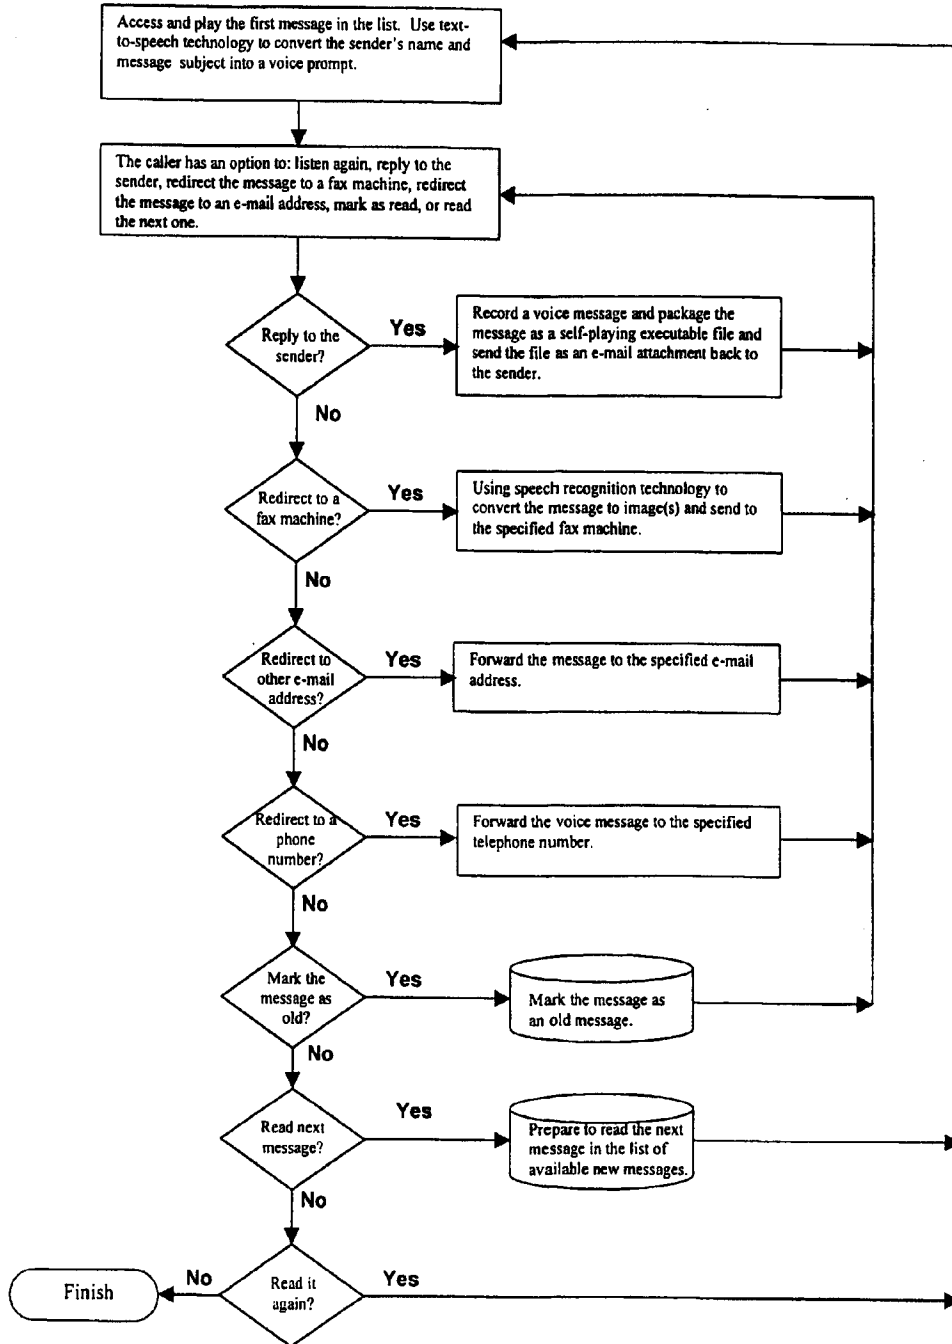 Access and play the first message in the list. Use text-
to-speech technology to convert the sender's name and
message subject into a voice prompt.
The caller has an option to: listen again, reply to the
sender, redirect the message to a fax machine, redirect
the message to an e-mail address, mark as read, or read
the next one.
Reply to the
sender?
Yes
Record a voice message and package the
message as a self-playing executable file and
send the file as an e-mail attachment back to
the sender.
No
Redirect to a
fax machine?
Yes
Using speech recognition technology to
convert the message to image(s) and send to
the specified fax machine.
No
Redirect to
other e-mail
address?
Yes
Forward the message to the specified e-mail
address.
No
Redirect to a
phone
number?
Yes
Forward the voice message to the specified
telephone number.
No
Mark the
message as
old?
Yes
Mark the message as
an old message.
No
Read next
message?
Yes
Prepare to read the next
message in the list of
available new messages.
No
Finish
No
Read it
again?
Yes